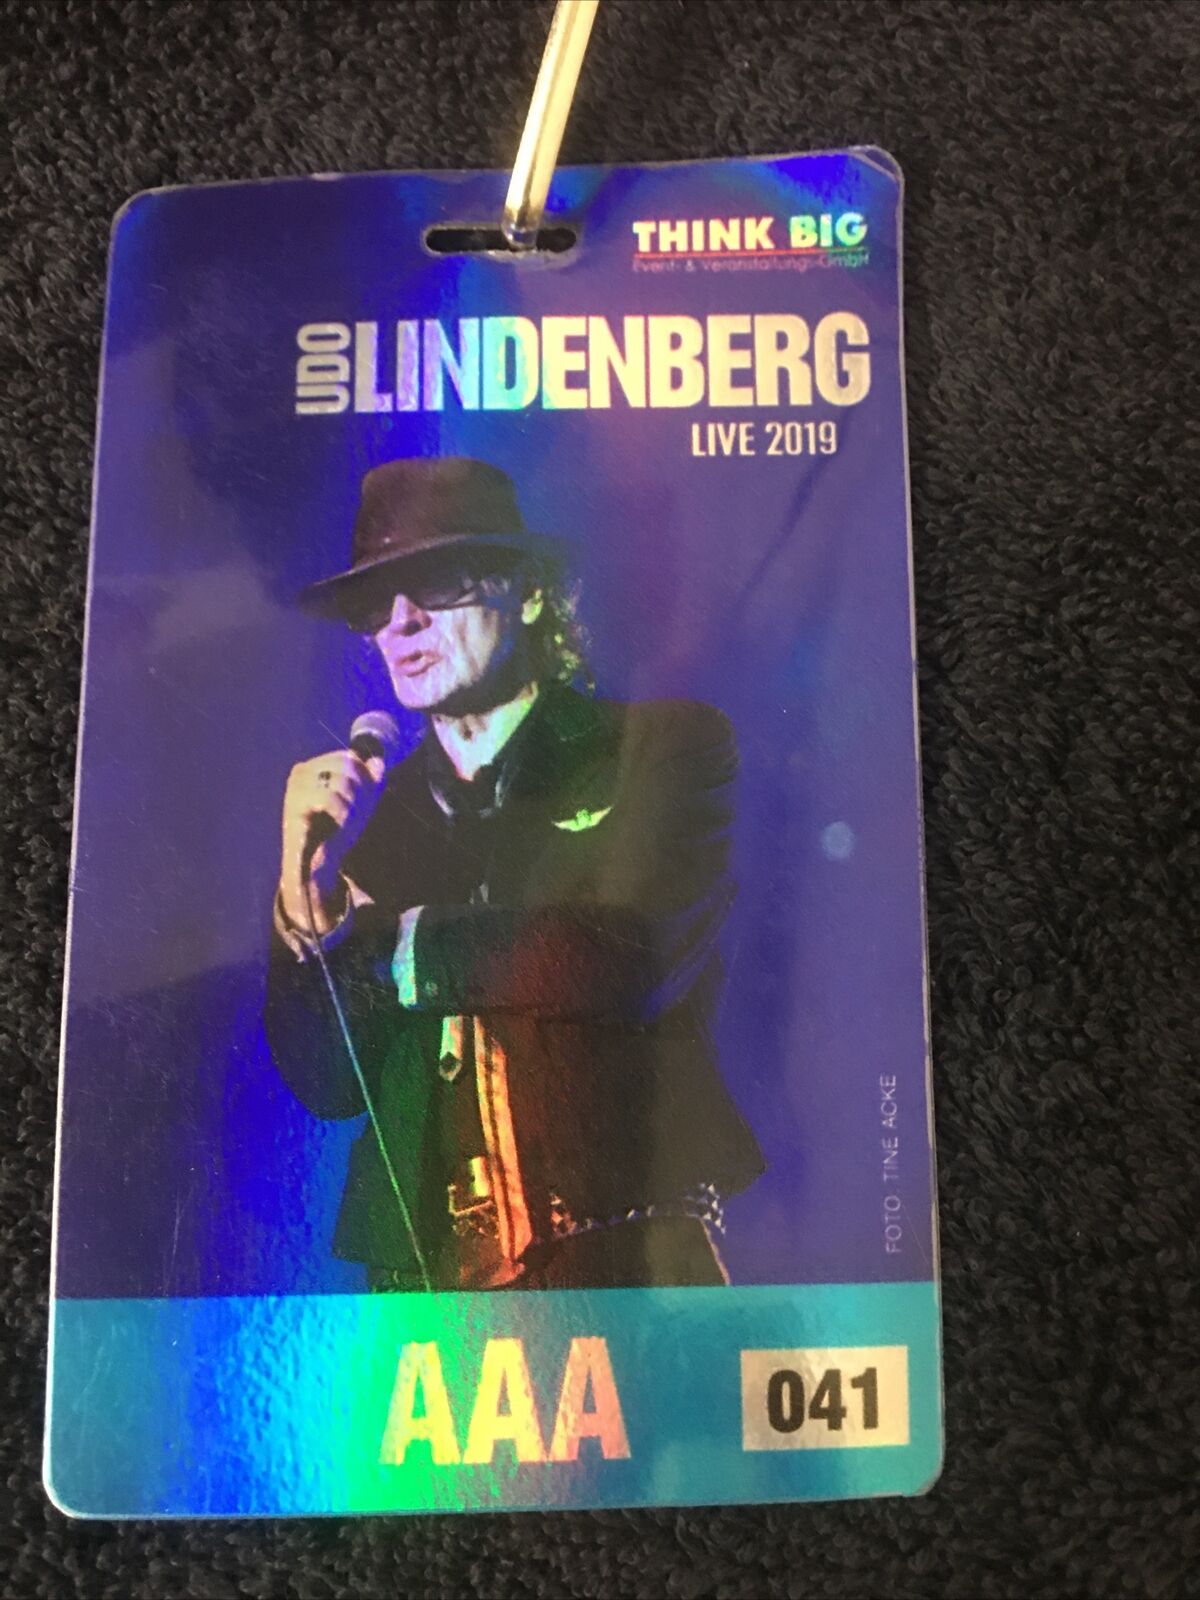 THINK BIG
Event- & Veranstaltungs-GmbH
UDO LINDENBERG
LIVE 2019
FOTO: TINE ACKE
AAA
041